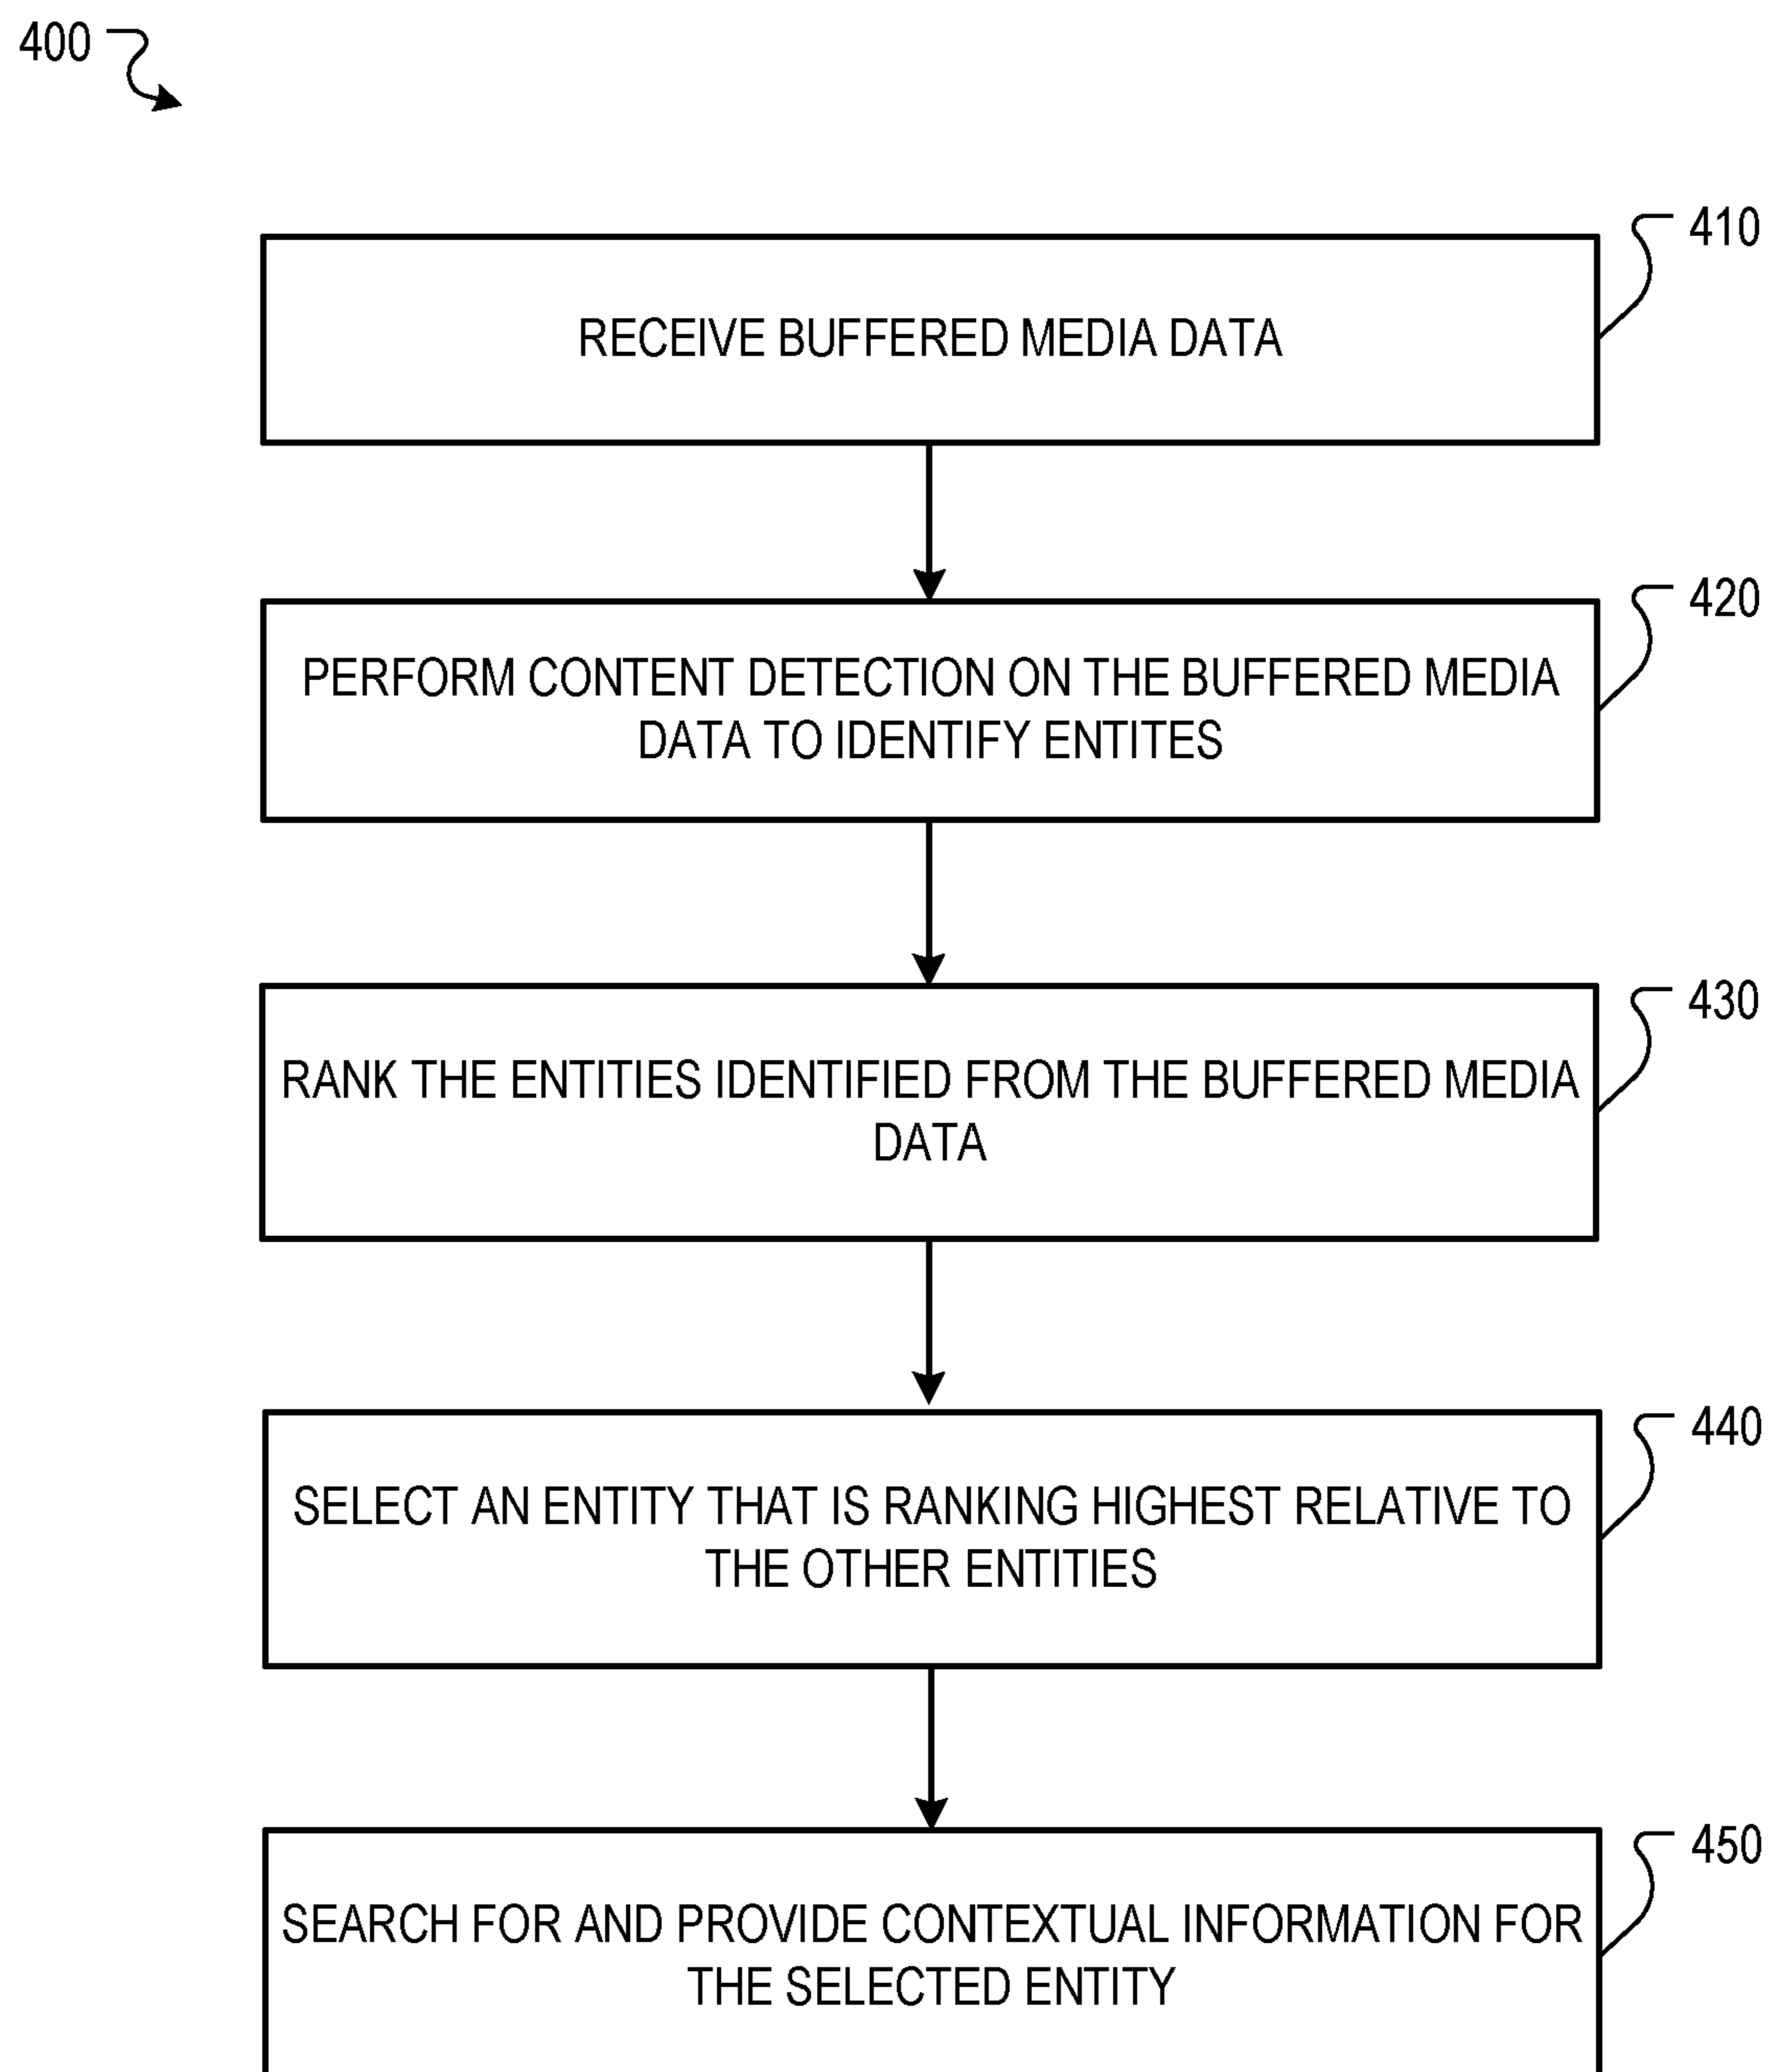 400
410
RECEIVE BUFFERED MEDIA DATA
420
PERFORM CONTENT DETECTION ON THE BUFFERED MEDIA
DATA TO IDENTIFY ENTITES
430
RANK THE ENTITIES IDENTIFIED FROM THE BUFFERED MEDIA
DATA
440
SELECT AN ENTITY THAT IS RANKING HIGHEST RELATIVE TO
THE OTHER ENTITIES
450
SEARCH FOR AND PROVIDE CONTEXTUAL INFORMATION FOR
THE SELECTED ENTITY